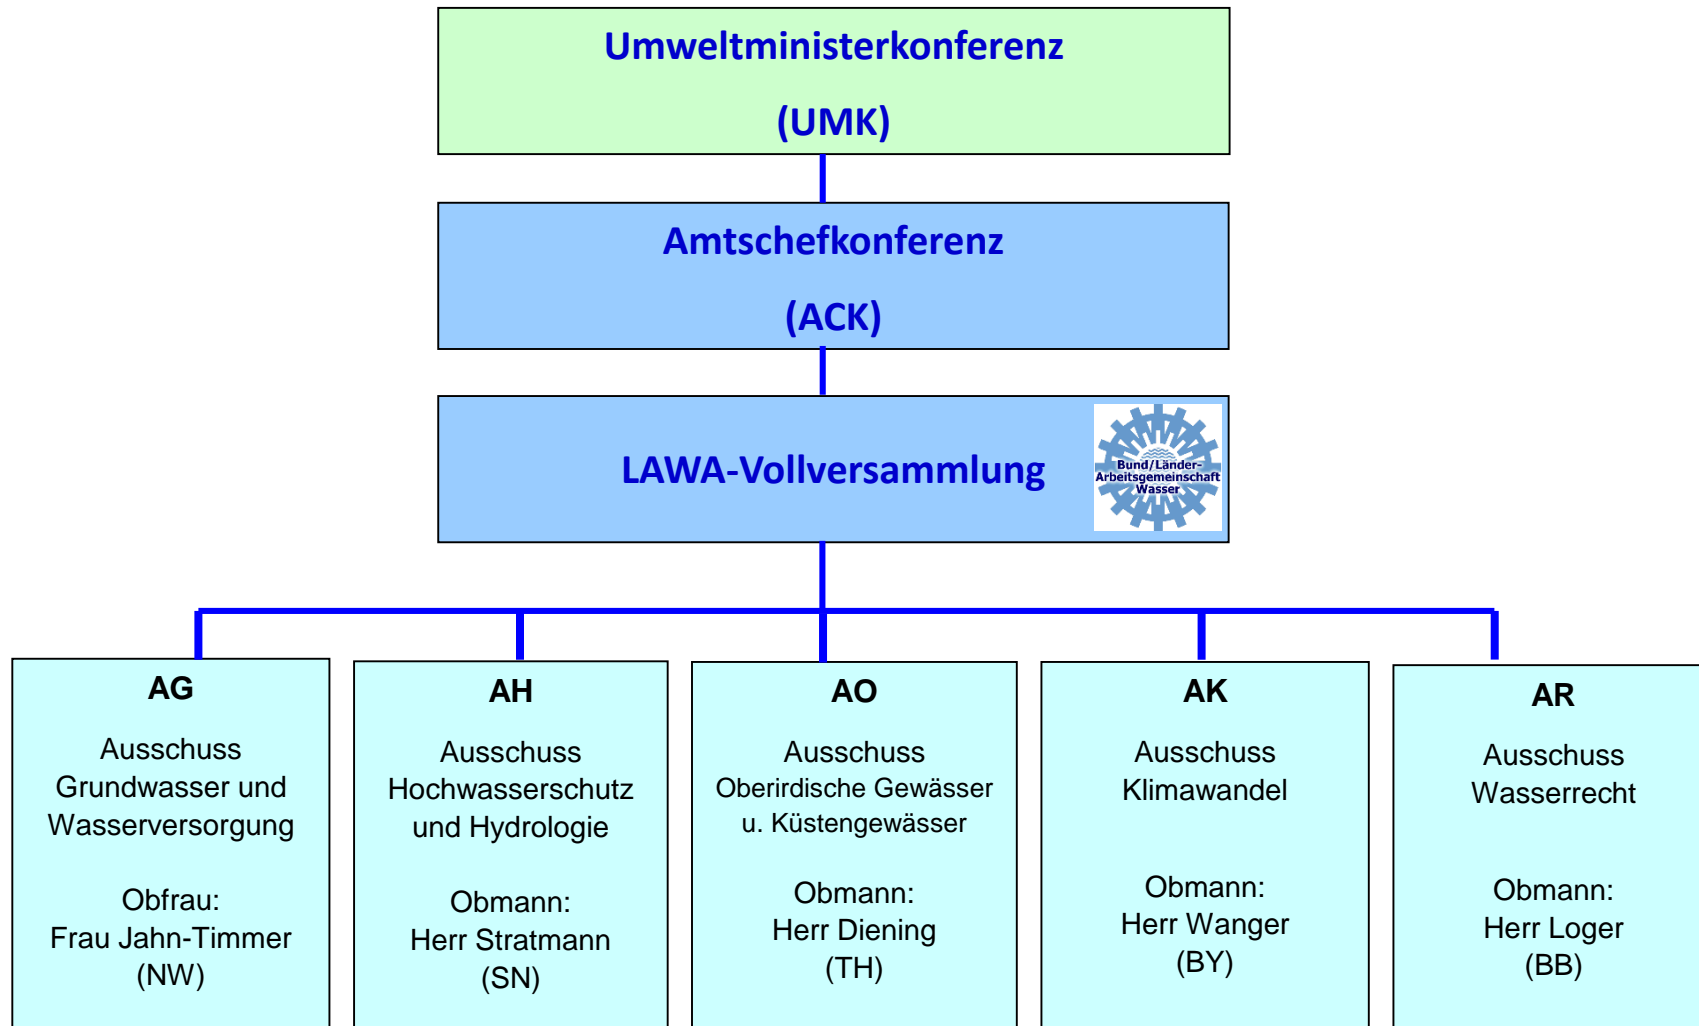 Umweltministerkonferenz
(UMK)
Amtschefkonferenz
(ACK)
LAWA-Vollversammlung
Bund/Länder-
Arbeitsgemeinschaft
Wasser
AG
Ausschuss
Grundwasser und
Wasserversorgung
Obfrau:
Frau Jahn-Timmer
(NW)
AH
Ausschuss
Hochwasserschutz
und Hydrologie
Obmann:
Herr Stratmann
(SN)
AO
Ausschuss
Oberirdische Gewässer
u. Küstengewässer
Obmann:
Herr Diening
(TH)
AK
Ausschuss
Klimawandel
Obmann:
Herr Wanger
(BY)
AR
Ausschuss
Wasserrecht
Obmann:
Herr Loger
(BB)